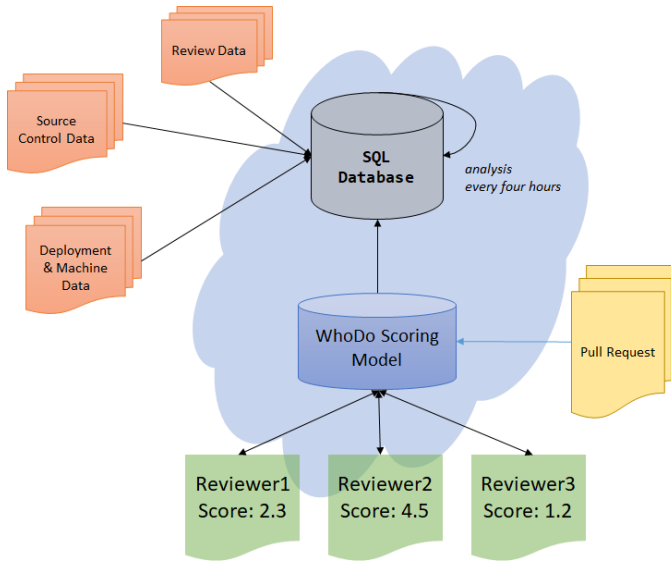 Review Data
Source
Control Data
SQL
Database
analysis
every four hours
Deployment
& Machine
Data
WhoDo Scoring
Model
Pull Request
Reviewer1
Score: 2.3
Reviewer2
Score: 4.5
Reviewer3
Score: 1.2